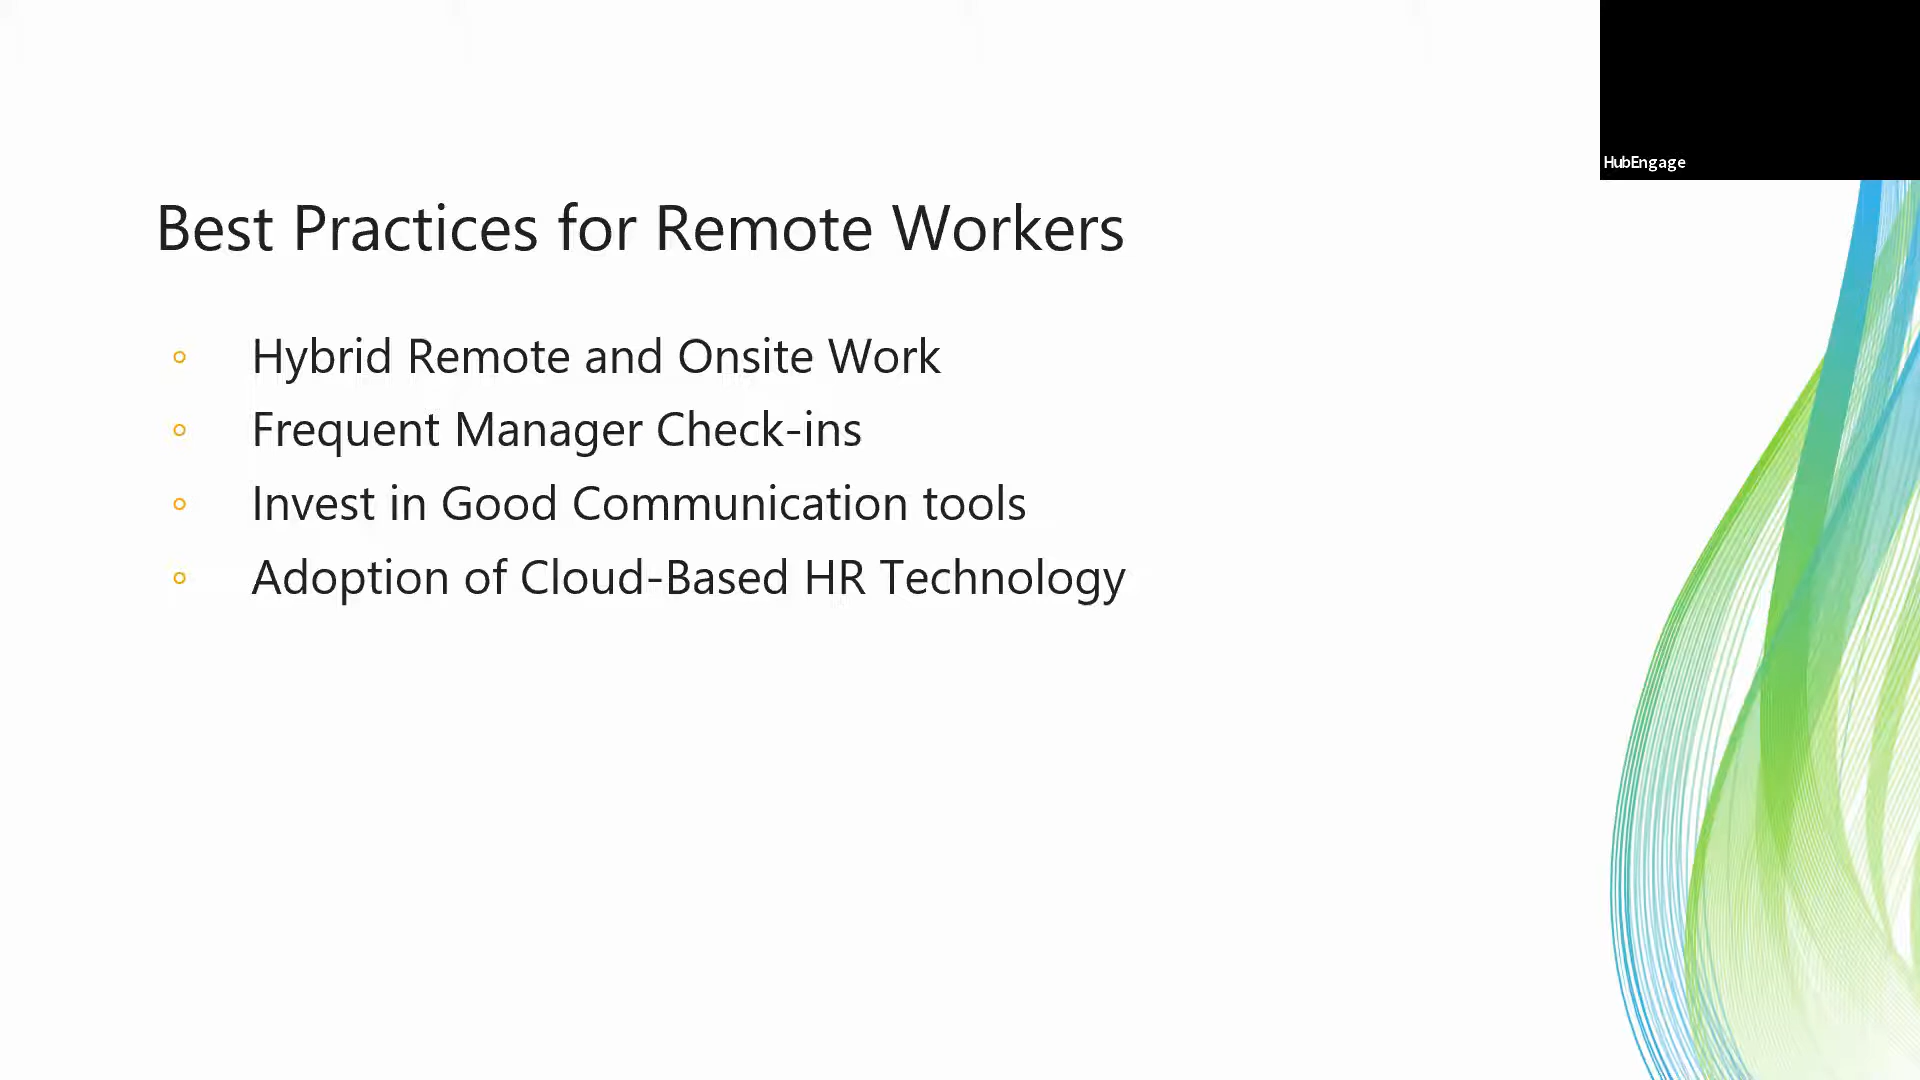 HubEngage
Best Practices for Remote Workers
Hybrid Remote and Onsite Work
Frequent Manager Check-ins
Invest in Good Communication tools
Adoption of Cloud-Based HR Technology